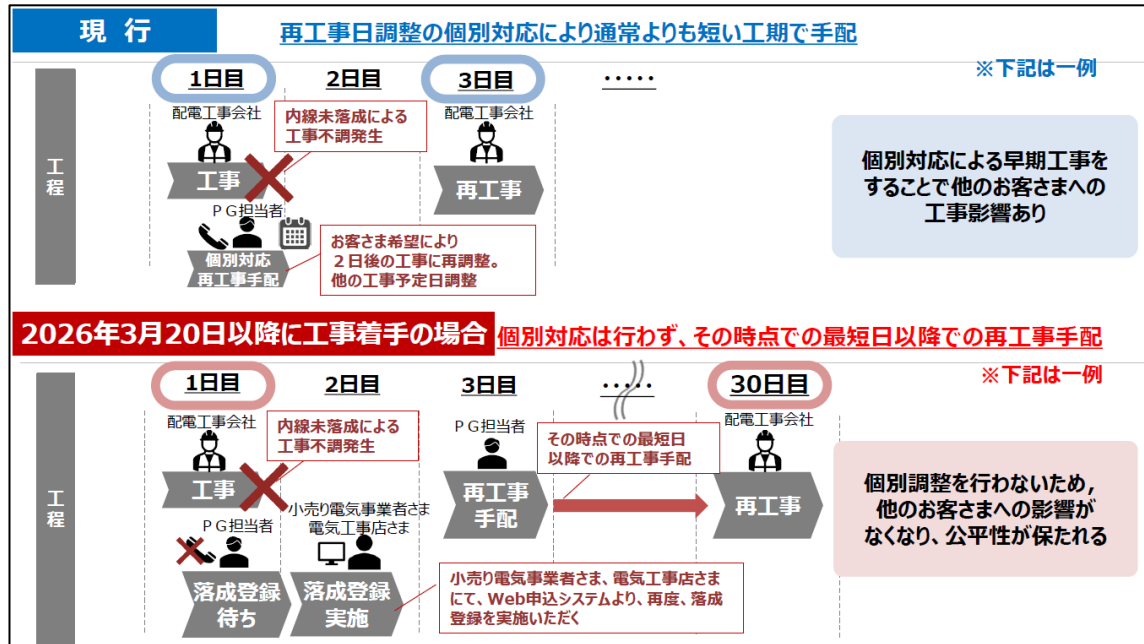 現 行
再工事日調整の個別対応により通常よりも短い工期で手配
※下記は一例
工程
1日目
2日目
3日目
・・・・・
配電工事会社
工事
内線未落成による
工事不調発生
配電工事会社
再工事
PG担当者
個別対応
再工事手配
お客さま希望により
２日後の工事に再調整。
他の工事予定日調整
個別対応による早期工事を
することで他のお客さまへの
工事影響あり
2026年3月20日以降に工事着手の場合
個別対応は行わず、その時点での最短日以降での再工事手配
※下記は一例
工程
1日目
2日目
3日目
・・・・・
30日目
配電工事会社
工事
内線未落成による
工事不調発生
PG担当者
落成登録
待ち
小売り電気事業者さま
電気工事店さま
落成登録
実施
PG担当者
再工事
手配
その時点での最短日
以降での再工事手配
配電工事会社
再工事
小売り電気事業者さま、電気工事店さま
にて、Web申込システムより、再度、落成
登録を実施いただく
個別調整を行わないため，
他のお客さまへの影響が
なくなり、公平性が保たれる